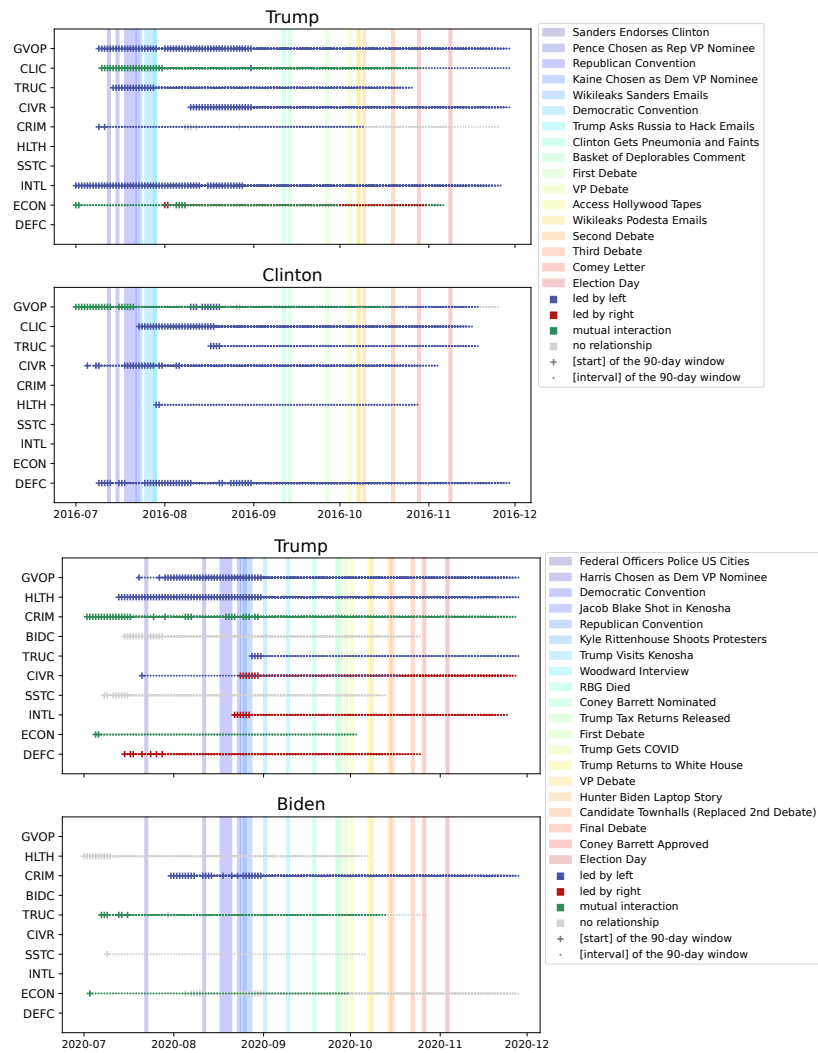 Trump
GVOP
CLIC
TRUC
CIVR
CRIM
HLTH
SSTC
INTL
ECON
DEFC
Clinton
GVOP
CLIC
TRUC
CIVR
CRIM
HLTH
SSTC
INTL
ECON
DEFC
2016-07
2016-08
2016-09
2016-10
2016-11
2016-12
Sanders Endorses Clinton
Pence Chosen as Rep VP Nominee
Republican Convention
Kaine Chosen as Dem VP Nominee
Wikileaks Sanders Emails
Democratic Convention
Trump Asks Russia to Hack Emails
Clinton Gets Pneumonia and Faints
Basket of Deplorables Comment
First Debate
VP Debate
Access Hollywood Tapes
Wikileaks Podesta Emails
Second Debate
Third Debate
Comey Letter
Election Day
led by left
led by right
mutual interaction
no relationship
[start] of the 90-day window
[interval] of the 90-day window
Trump
GVOP
HLTH
CRIM
BIDC
TRUC
CIVR
SSTC
INTL
ECON
DEFC
Biden
GVOP
HLTH
CRIM
BIDC
TRUC
CIVR
SSTC
INTL
ECON
DEFC
2020-07
2020-08
2020-09
2020-10
2020-11
2020-12
Federal Officers Police US Cities
Harris Chosen as Dem VP Nominee
Democratic Convention
Jacob Blake Shot in Kenosha
Republican Convention
Kyle Rittenhouse Shoots Protesters
Trump Visits Kenosha
Woodward Interview
RBG Died
Coney Barrett Nominated
Trump Tax Returns Released
First Debate
Trump Gets COVID
Trump Returns to White House
VP Debate
Hunter Biden Laptop Story
Candidate Townhalls (Replaced 2nd Debate)
Final Debate
Coney Barrett Approved
Election Day
led by left
led by right
mutual interaction
no relationship
[start] of the 90-day window
[interval] of the 90-day window